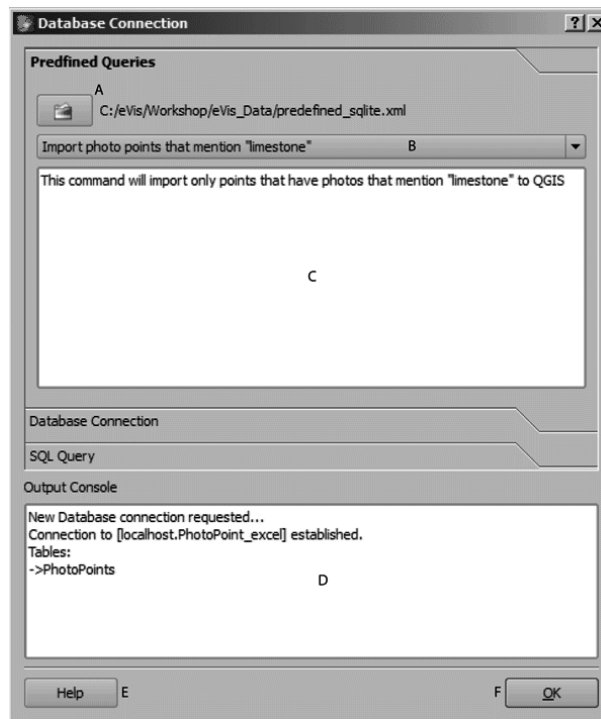 Database Connection
Predfined Queries
A
C:/eVis/Workshop/eVis_Data/predefined_sqlite.xml
Import photo points that mention "limestone" B
This command will import only points that have photos that mention "limestone" to QGIS
C
Database Connection
SQL Query
Output Console
New Database connection requested...
Connection to [localhost.PhotoPoint_excel] established.
Tables:
->PhotoPoints
D
Help E F OK